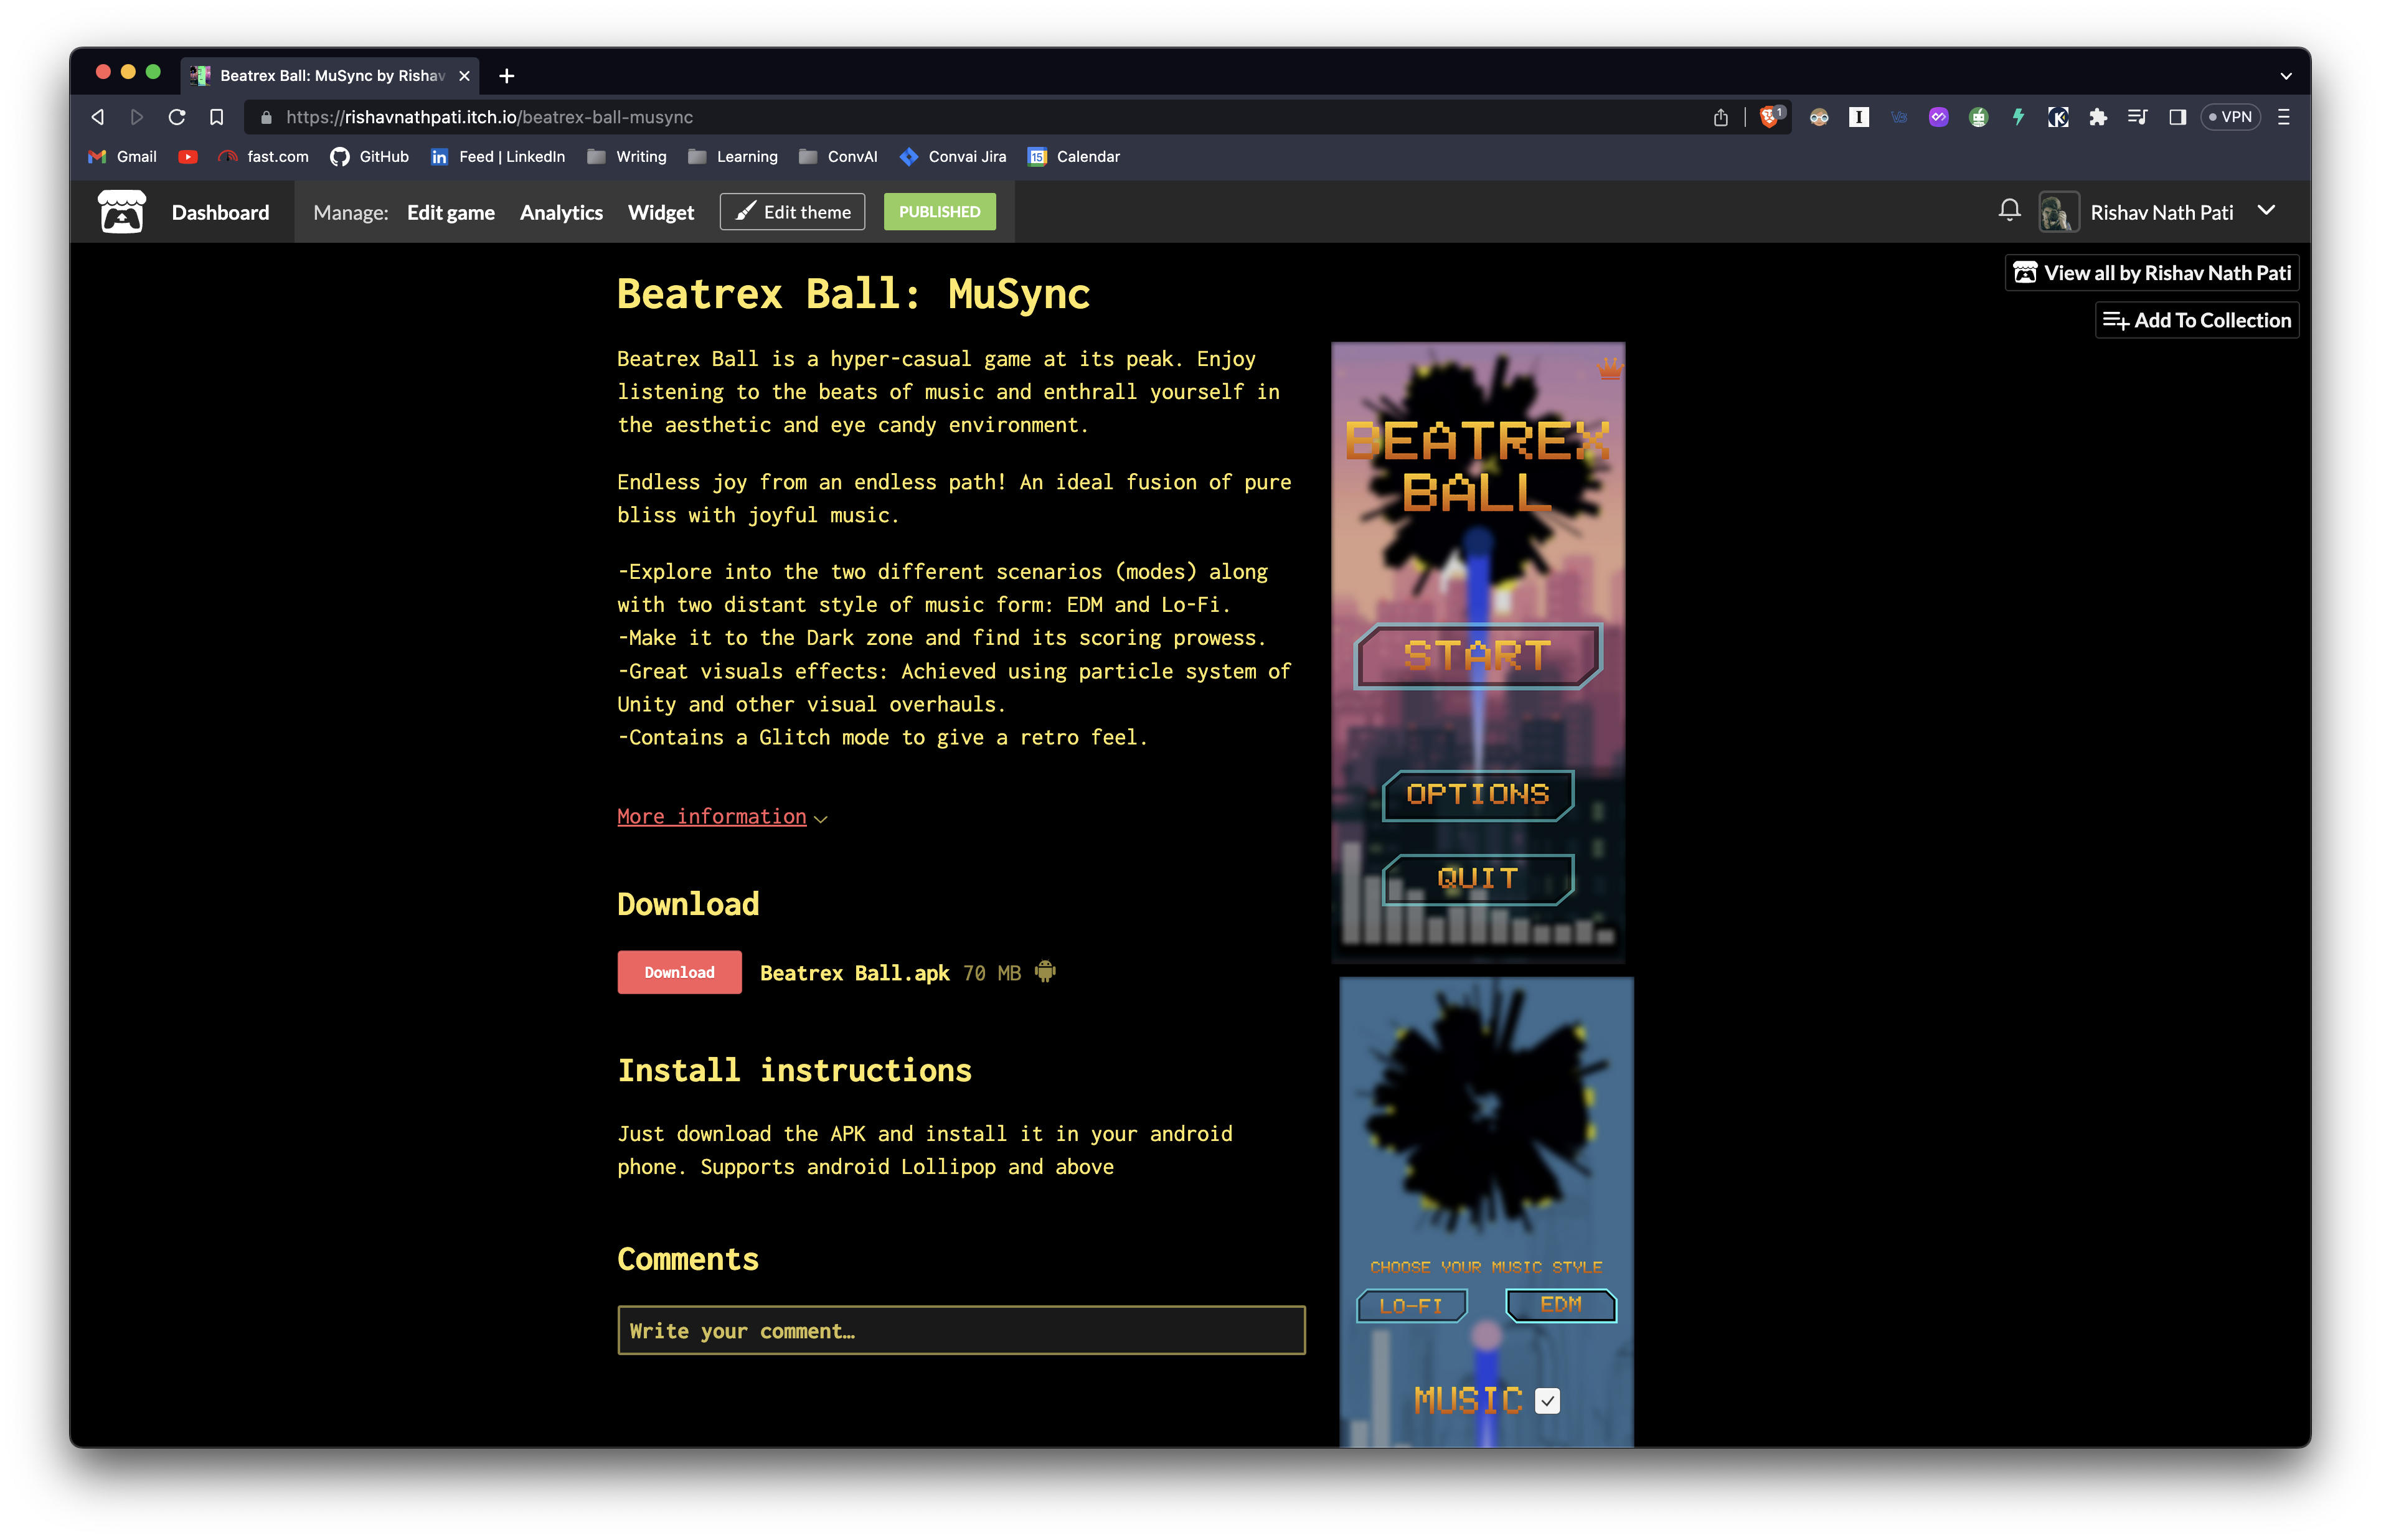 Beatrex Ball: MuSync by Rishav
https://rishavnathpati.itch.io/beatrex-ball-musync
1
VPN
Gmail
fast.com
GitHub
Feed | LinkedIn
Writing
Learning
ConvAI
Convai Jira
15
Calendar
Dashboard
Manage:
Edit game
Analytics
Widget
Edit theme
PUBLISHED
Rishav Nath Pati
View all by Rishav Nath Pati
Add To Collection
Beatrex Ball: MuSync
Beatrex Ball is a hyper-casual game at its peak. Enjoy
listening to the beats of music and enthrall yourself in
the aesthetic and eye candy environment.
Endless joy from an endless path! An ideal fusion of pure
bliss with joyful music.
-Explore into the two different scenarios (modes) along
with two distant style of music form: EDM and Lo-Fi.
-Make it to the Dark zone and find its scoring prowess.
-Great visuals effects: Achieved using particle system of
Unity and other visual overhauls.
-Contains a Glitch mode to give a retro feel.
More information
Download
Download
Beatrex Ball.apk 70 MB
Install instructions
Just download the APK and install it in your android
phone. Supports android Lollipop and above
Comments
Write your comment…
BEATREX
BALL
START
OPTIONS
QUIT
CHOOSE YOUR MUSIC STYLE
LO-FI
EDM
MUSIC